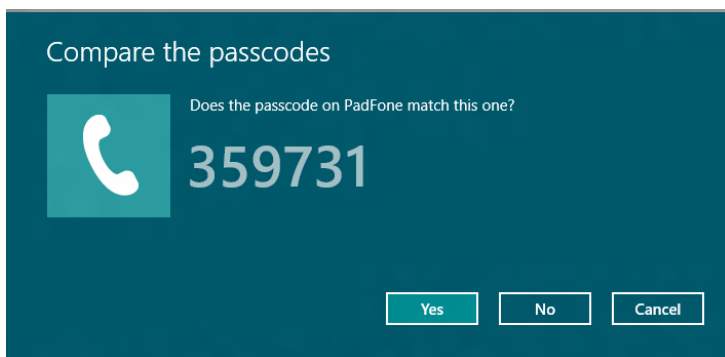 Compare the passcodes
Does the passcode on PadFone match this one?
359731
Yes No Cancel